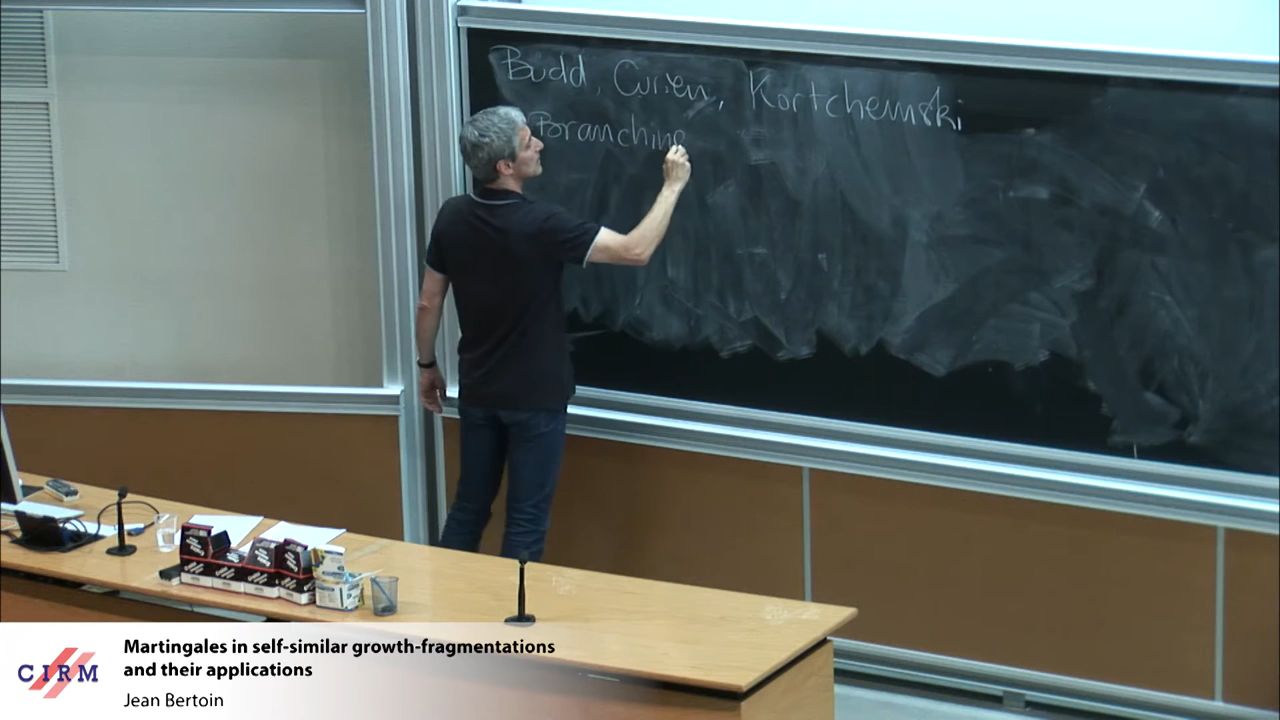 Budd, Curien, Kortchemski
Branching
CIRM
Martingales in self-similar growth-fragmentations
and their applications
Jean Bertoin